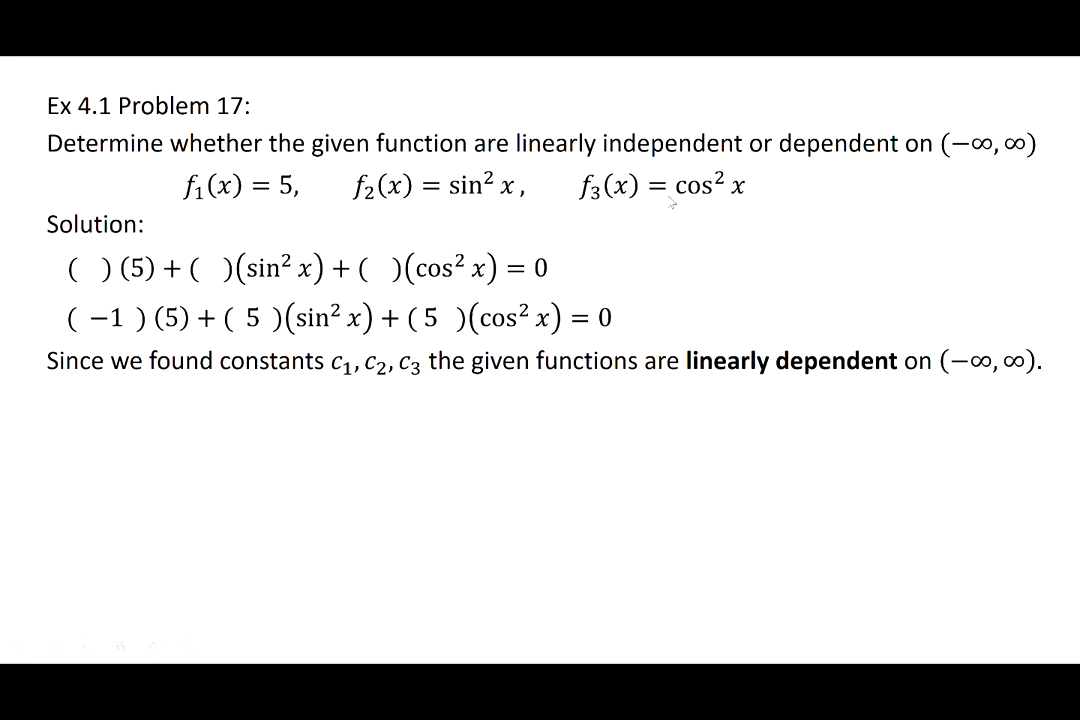 Ex 4.1 Problem 17:
Determine whether the given function are linearly independent or dependent on (−∞, ∞)
f₁(x) = 5, f₂(x) = sin² x , f₃(x) = cos² x
Solution:
( ) (5) + ( )(sin² x) + ( )(cos² x) = 0
( −1 ) (5) + ( 5 )(sin² x) + ( 5 )(cos² x) = 0
Since we found constants c₁, c₂, c₃ the given functions are linearly dependent on (−∞, ∞).